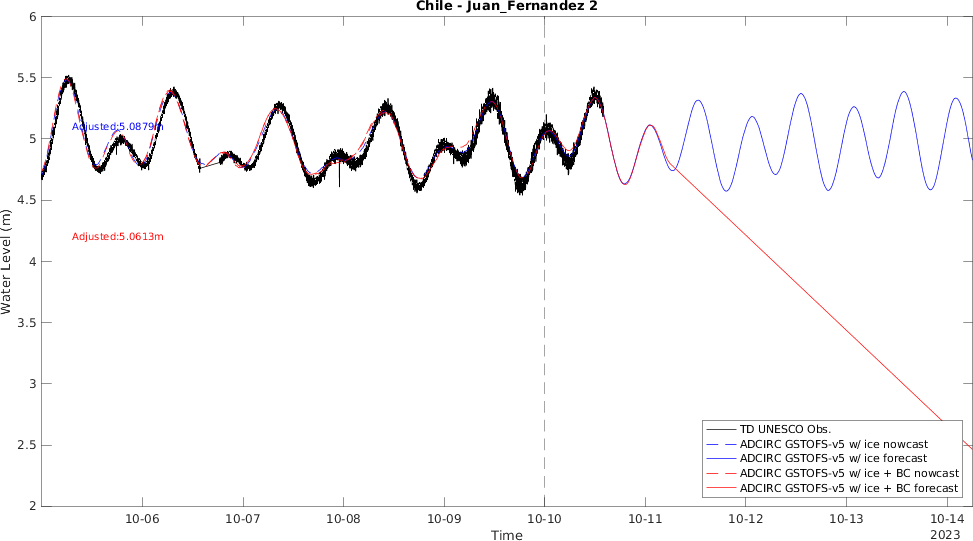 Chile - Juan_Fernandez 2
6
5.5
5
4.5
4
3.5
3
2.5
2
Water Level (m)
Adjusted:5.0879m
Adjusted:5.0613m
TD UNESCO Obs.
ADCIRC GSTOFS-v5 w/ ice nowcast
ADCIRC GSTOFS-v5 w/ ice forecast
ADCIRC GSTOFS-v5 w/ ice + BC nowcast
ADCIRC GSTOFS-v5 w/ ice + BC forecast
10-06 10-07 10-08 10-09 10-10 10-11 10-12 10-13 10-14
2023
Time